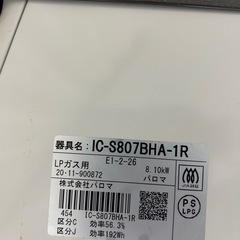 器具名: IC-S807BHA-1R
EI-2-26
LPガス用 8.10kW
20・11-900872 パロマ
株式会社パロマ
454 IC-S807BHA-1R
区分C 効率56.3%
区分J 効率192Wh
PS
LPG